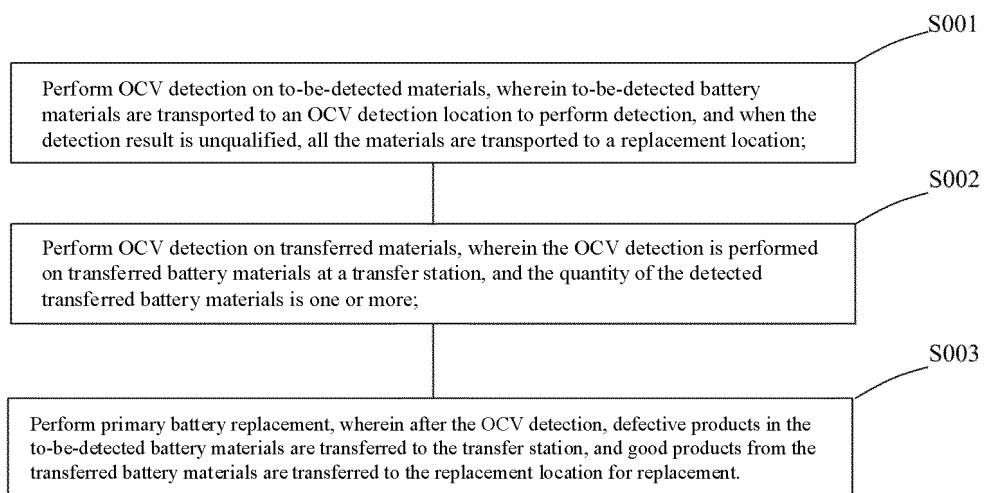 S001
Perform OCV detection on to-be-detected materials, wherein to-be-detected battery
materials are transported to an OCV detection location to perform detection, and when the
detection result is unqualified, all the materials are transported to a replacement location;
S002
Perform OCV detection on transferred materials, wherein the OCV detection is performed
on transferred battery materials at a transfer station, and the quantity of the detected
transferred battery materials is one or more;
S003
Perform primary battery replacement, wherein after the OCV detection, defective products in the
to-be-detected battery materials are transferred to the transfer station, and good products from the
transferred battery materials are transferred to the replacement location for replacement.